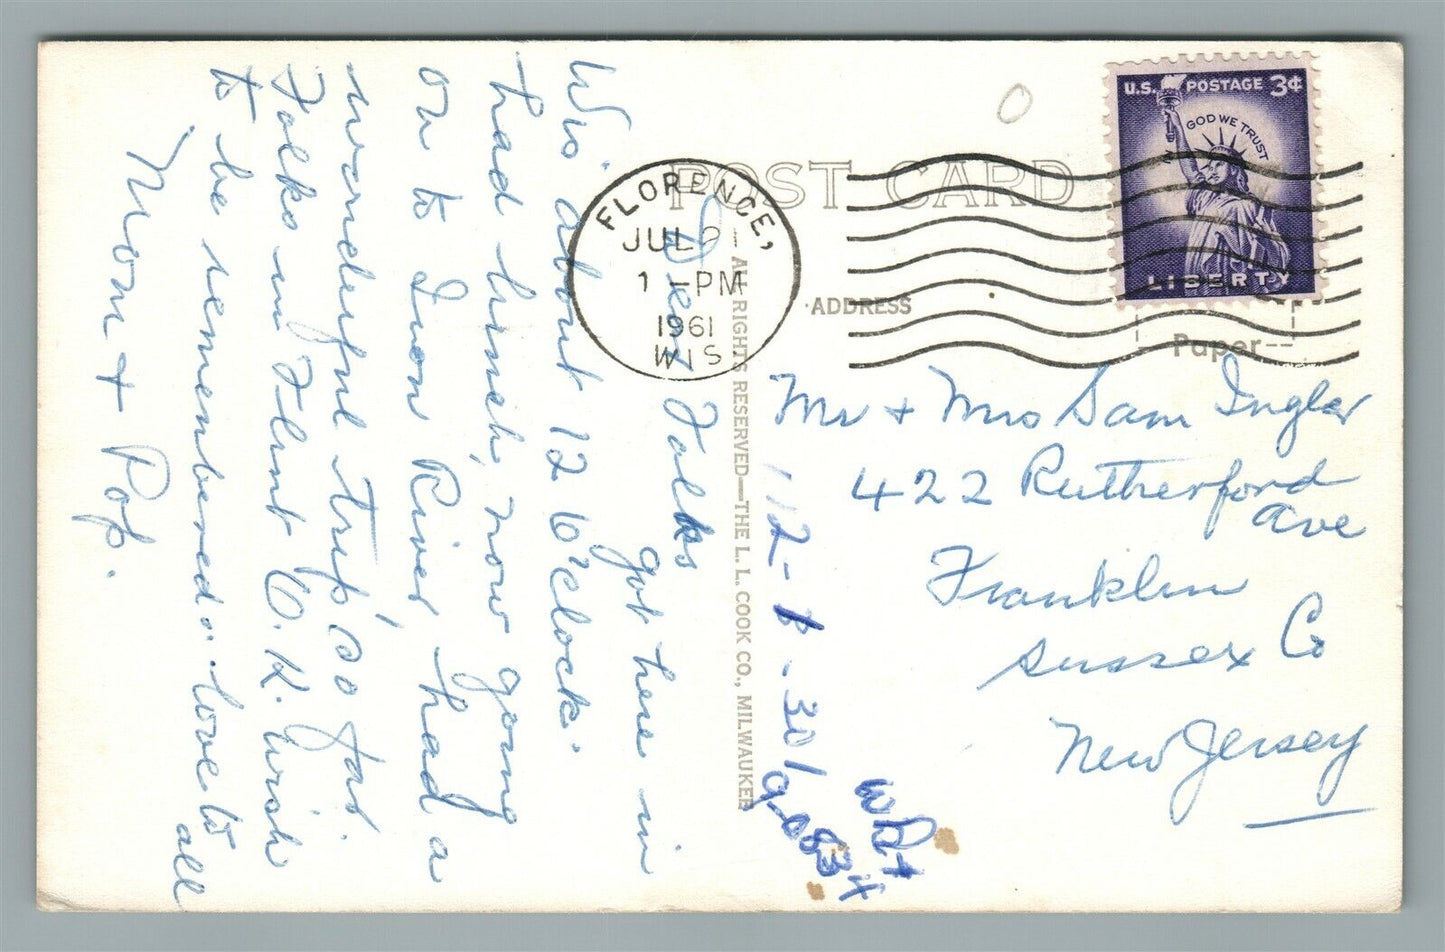 POST CARD
U.S. POSTAGE 3¢
GOD WE TRUST
LIBERTY
FLORENCE,
JUL 21
1 - PM
1961
WIS
ADDRESS
Paper
ALL RIGHTS RESERVED—THE L. L. COOK CO., MILWAUKEE
Dear Folks
got here in
Wis' about 12 o'clock.
had lunch, now going
on to Iron River had a
wonderful trip so far.
Folks in Flint O.K. wish
to be remembered.. love to
all
Mom + Pop.
Mr + Mrs Sam Ingler
422 Rutherford
Ave
Franklin
Sussex Co
New Jersey